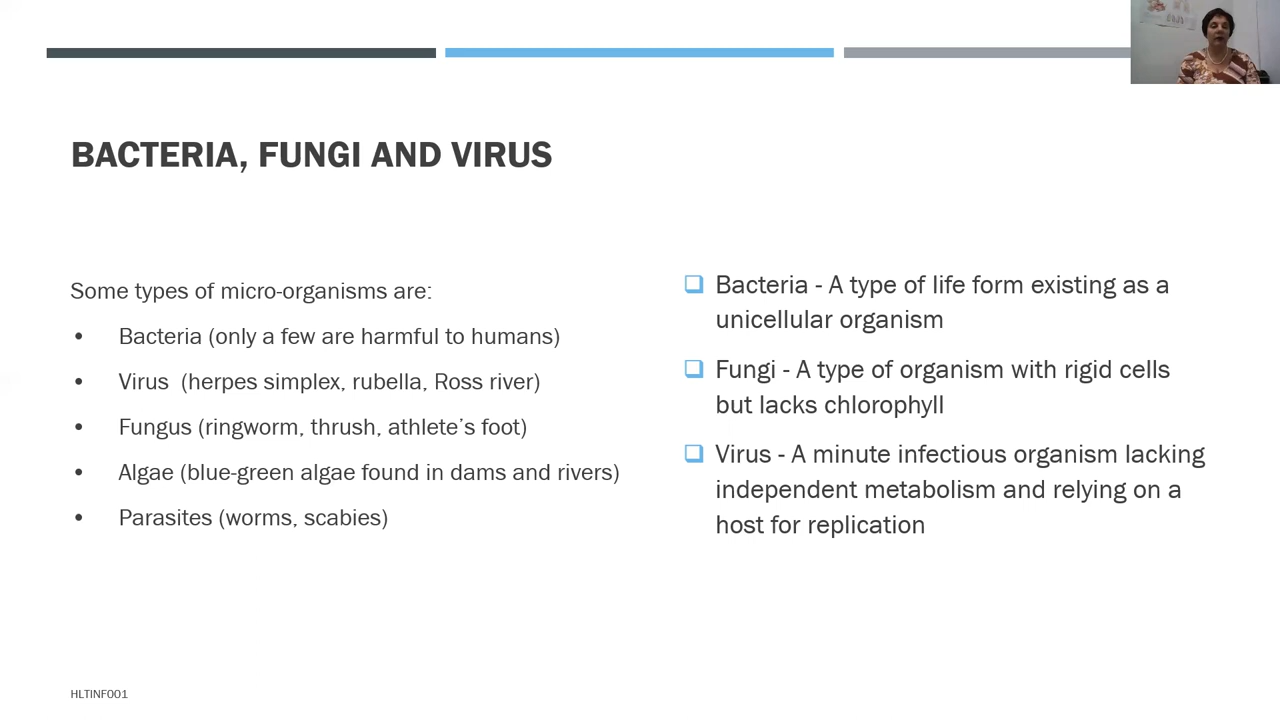 BACTERIA, FUNGI AND VIRUS
Some types of micro-organisms are:
• Bacteria (only a few are harmful to humans)
• Virus  (herpes simplex, rubella, Ross river)
• Fungus (ringworm, thrush, athlete’s foot)
• Algae (blue-green algae found in dams and rivers)
• Parasites (worms, scabies)
❑ Bacteria - A type of life form existing as a
unicellular organism
❑ Fungi - A type of organism with rigid cells
but lacks chlorophyll
❑ Virus - A minute infectious organism lacking
independent metabolism and relying on a
host for replication
HLTINF001